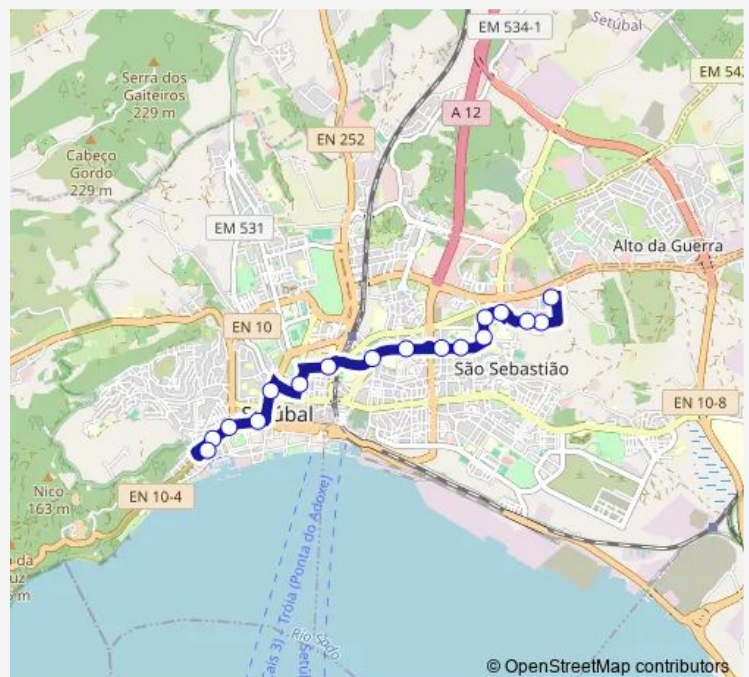 EM 534-1
Setúbal
EM 542
Serra dos
Gaiteiros
229 m
A 12
EN 252
Cabeço
Gordo
229 m
EM 531
Alto da Guerra
EN 10
São Sebastião
EN 10-8
Nico
163 m
EN 10-4
da
m
Tróia (Ponta do Adoxe)
Rio Sado
© OpenStreetMap contributors